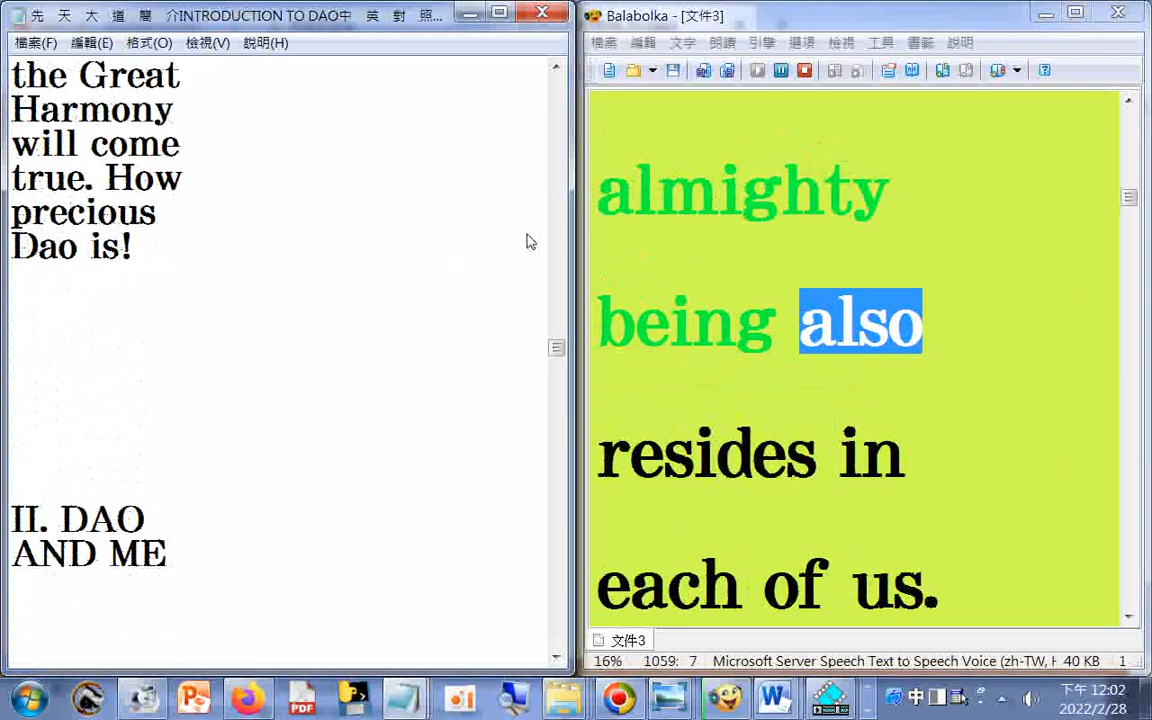 先 天 大 道 簡 介INTRODUCTION TO DAO中 英 對 照...
檔案(F) 編輯(E) 格式(O) 檢視(V) 說明(H)
the Great
Harmony
will come
true. How
precious
Dao is!
II. DAO
AND ME
Balabolka - [文件3]
檔案 編輯 文字 朗讀 引擎 選項 檢視 工具 書籤 說明
almighty
being also
resides in
each of us.
文件3
16% 1059: 7 Microsoft Server Speech Text to Speech Voice (zh-TW, H 40 KB 1
中
下午 12:02
2022/2/28